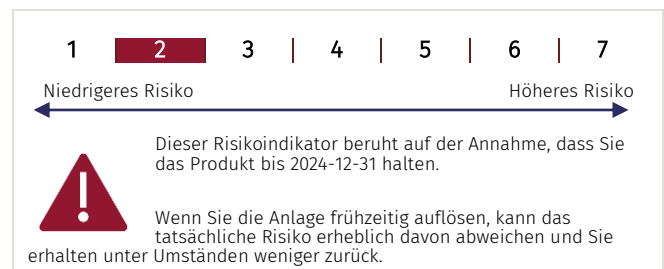 1 2 3 4 5 6 7
Niedrigeres Risiko Höheres Risiko
Dieser Risikoindikator beruht auf der Annahme, dass Sie
das Produkt bis 2024-12-31 halten.
Wenn Sie die Anlage frühzeitig auflösen, kann das
tatsächliche Risiko erheblich davon abweichen und Sie
erhalten unter Umständen weniger zurück.